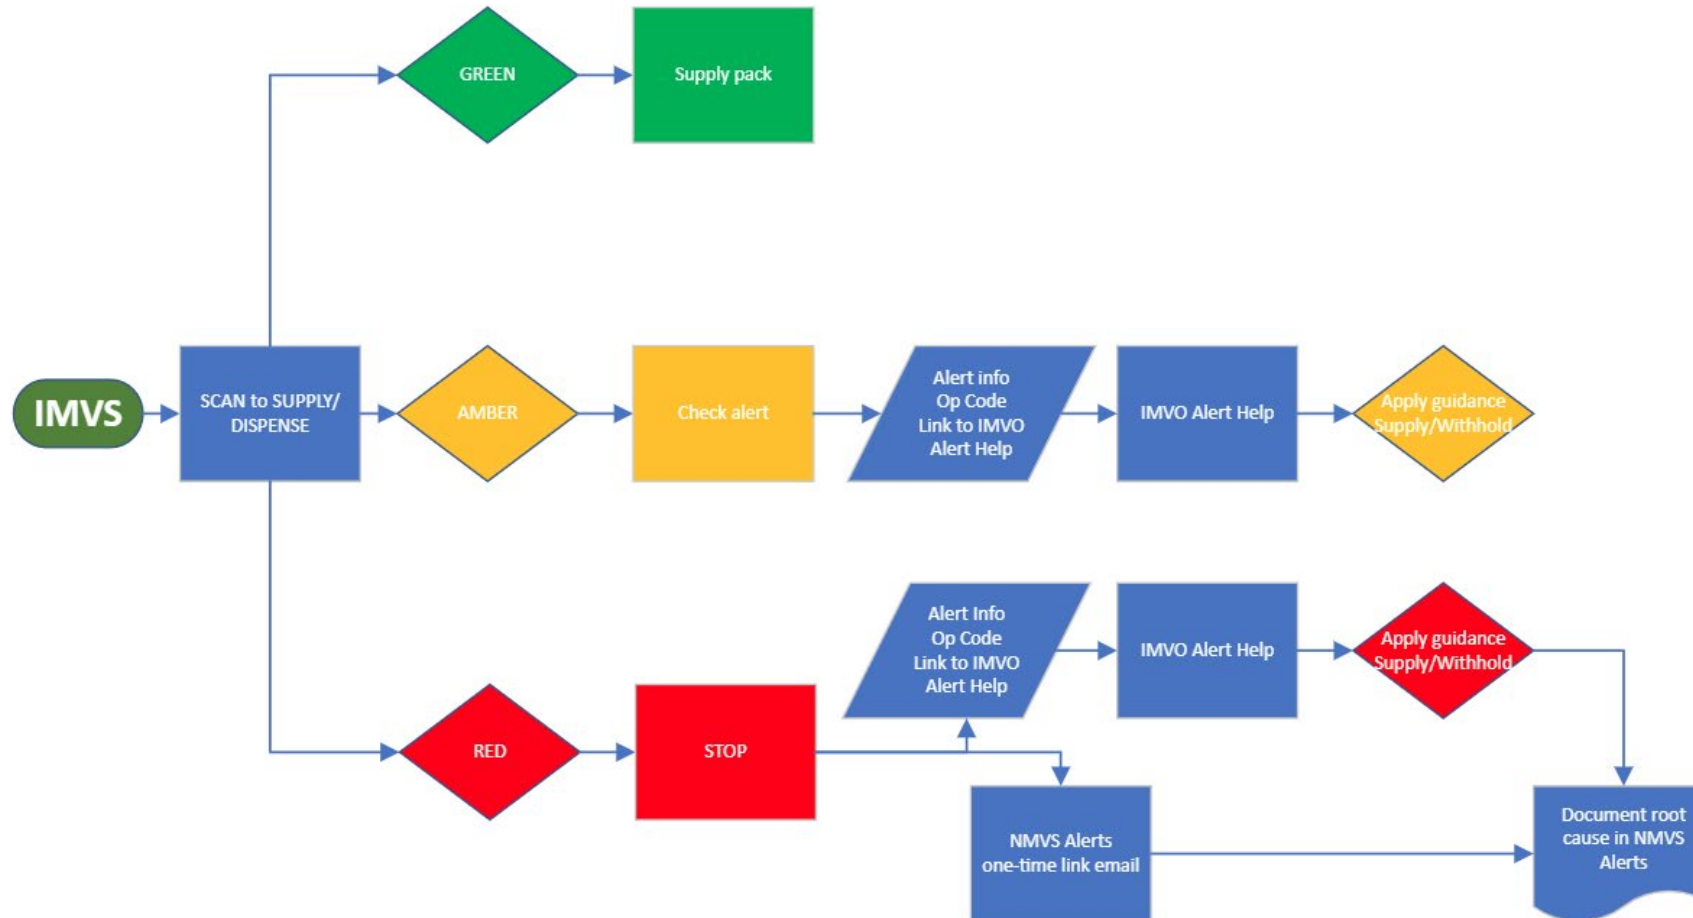 GREEN
Supply pack
IMVS
SCAN to SUPPLY/
DISPENSE
AMBER
Check alert
Alert info
Op Code
Link to IMVO
Alert Help
IMVO Alert Help
Apply guidance
Supply/Withhold
RED
STOP
Alert Info
Op Code
Link to IMVO
Alert Help
IMVO Alert Help
Apply guidance
Supply/Withhold
NMVS Alerts
one-time link email
Document root
cause in NMVS
Alerts